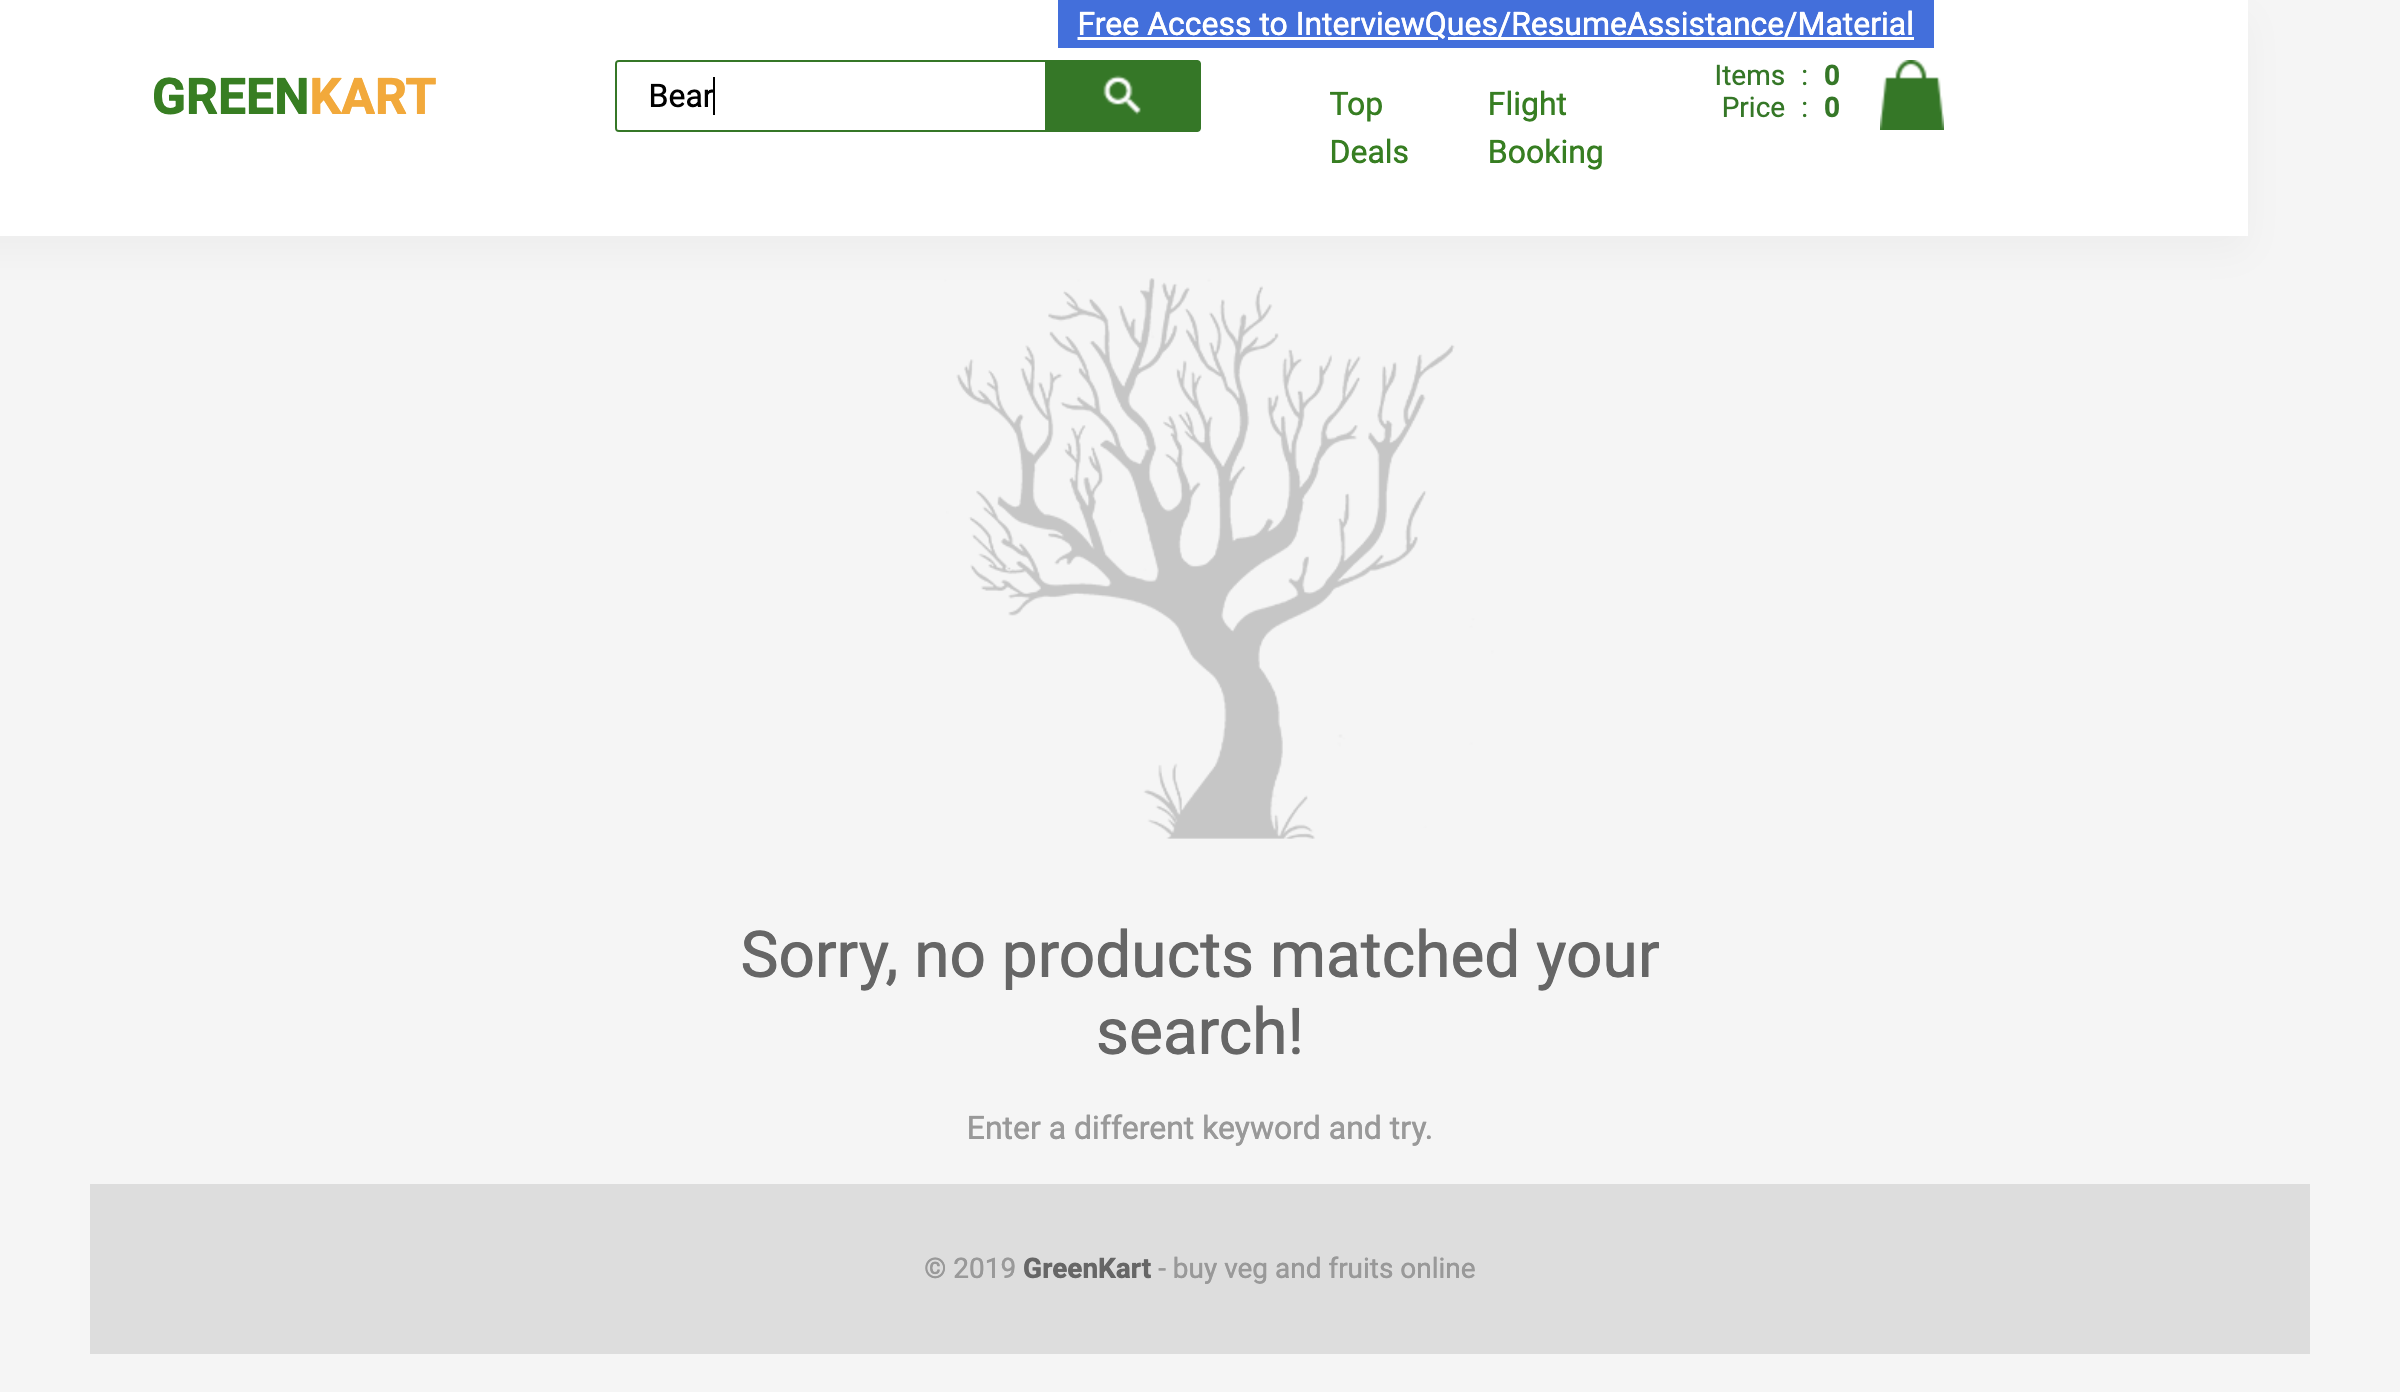 Free Access to InterviewQues/ResumeAssistance/Material
GREENKART
Bear
Top
Deals
Flight
Booking
Items : 0
Price : 0
Sorry, no products matched your
search!
Enter a different keyword and try.
© 2019 GreenKart - buy veg and fruits online